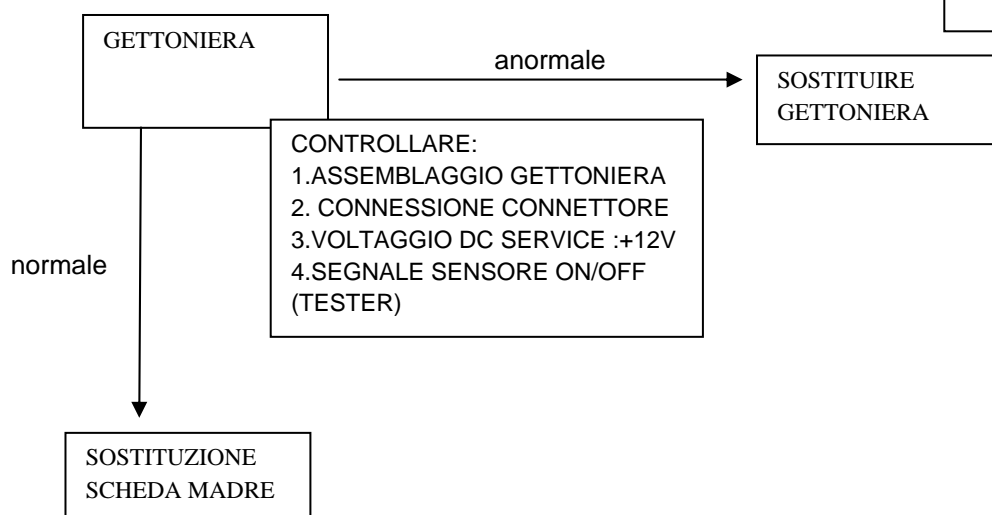 GETTONIERA
anormale
SOSTITUIRE
GETTONIERA
CONTROLLARE:
1.ASSEMBLAGGIO GETTONIERA
2. CONNESSIONE CONNETTORE
3.VOLTAGGIO DC SERVICE :+12V
4.SEGNALE SENSORE ON/OFF
(TESTER)
normale
SOSTITUZIONE
SCHEDA MADRE